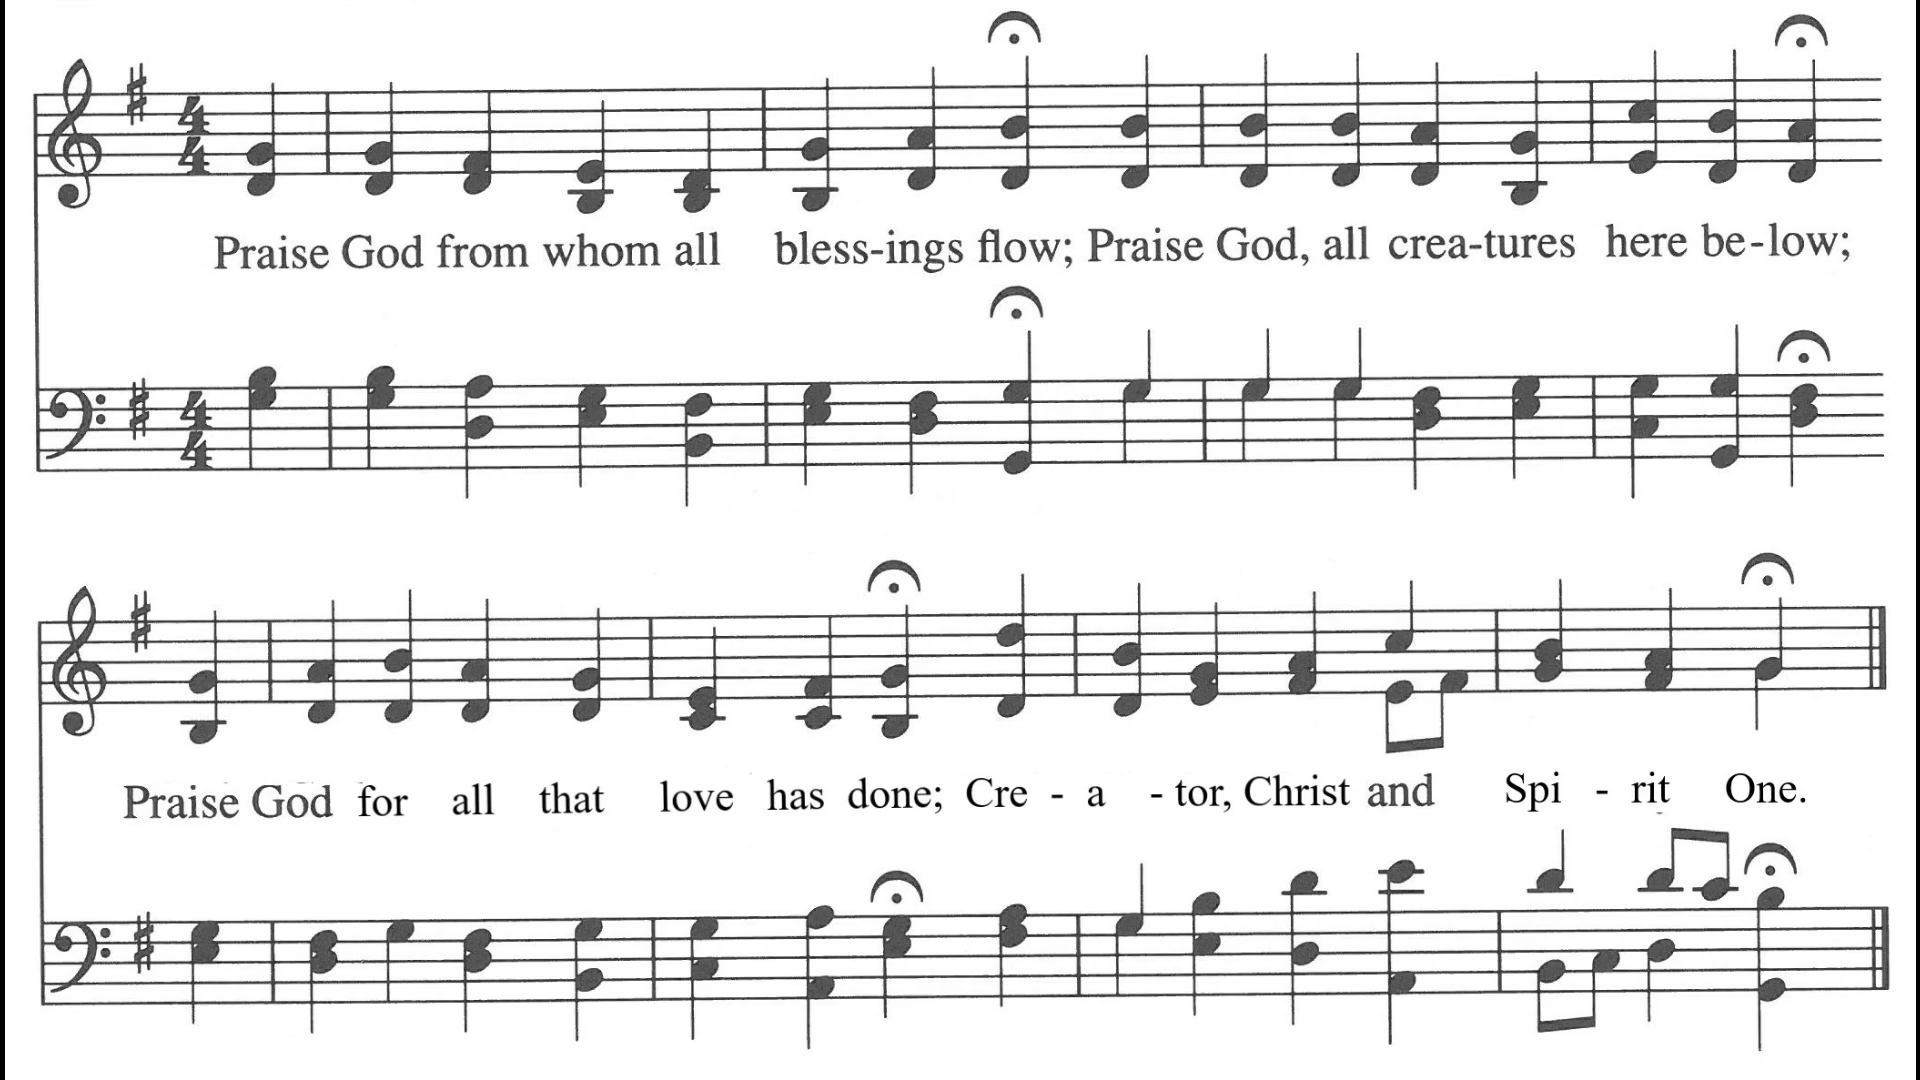 Praise God from whom all bless-ings flow; Praise God, all crea-tures here be-low;
Praise God for all that love has done; Cre - a - tor, Christ and Spi - rit One.